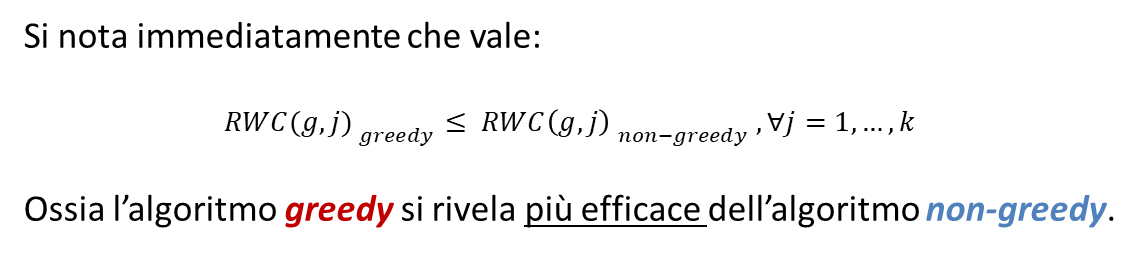 Si nota immediatamente che vale:
RWC(g,j) greedy ≤ RWC(g,j) non−greedy , ∀j = 1, … , k
Ossia l’algoritmo greedy si rivela più efficace dell’algoritmo non-greedy.